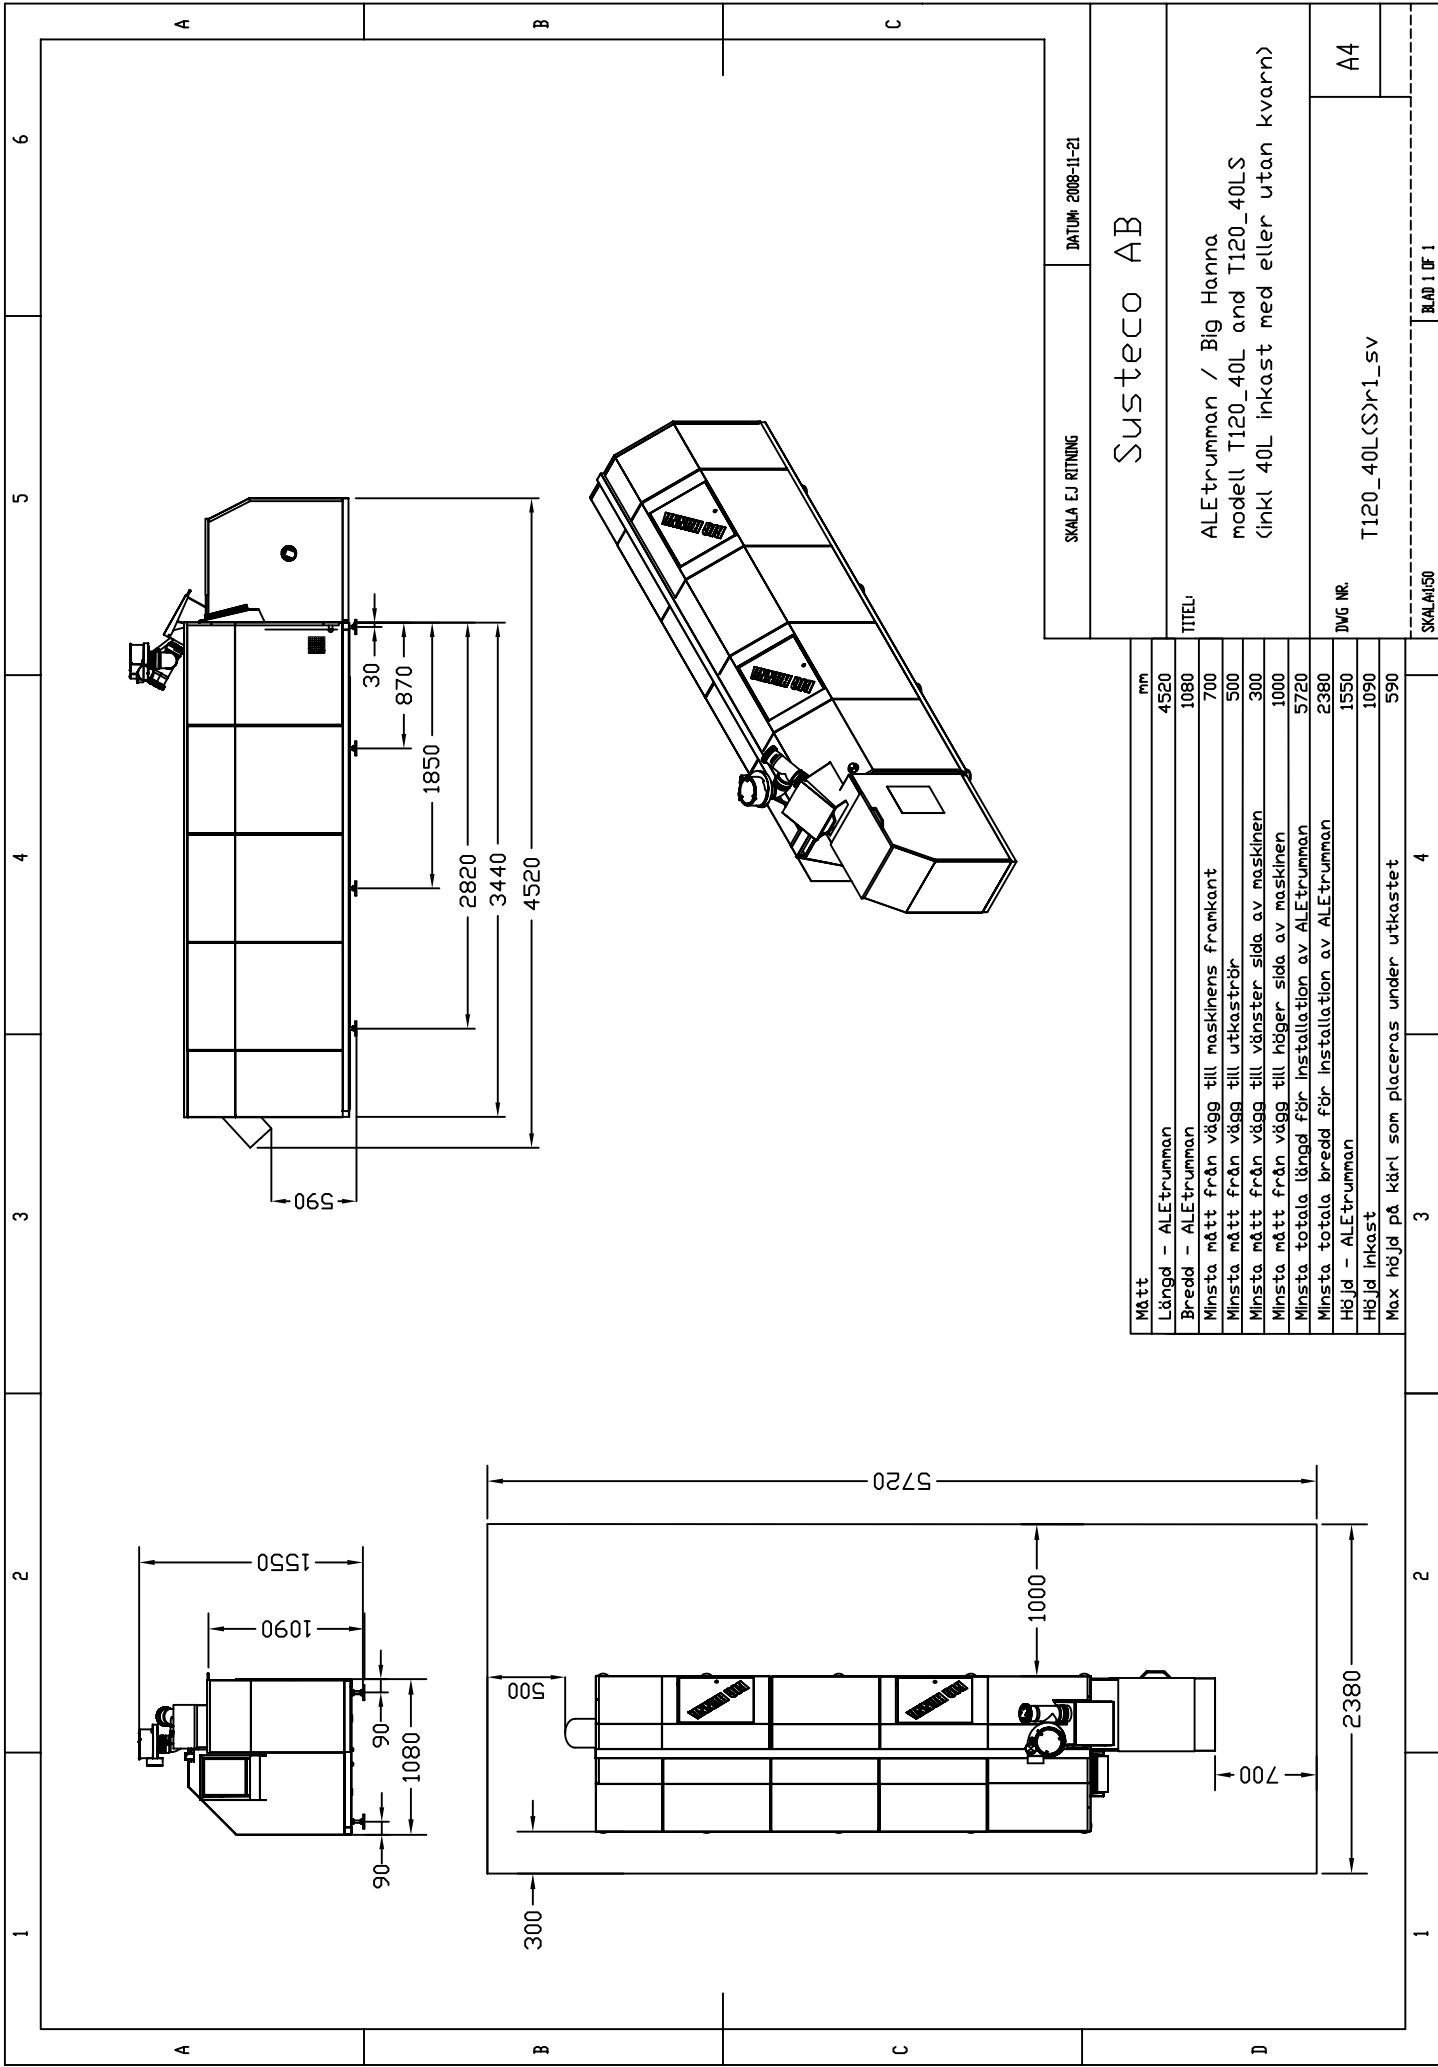 1
2
3
4
5
6
A
B
C
1550
1090
90
1080
90
590
30
870
1850
2820
3440
4520
5720
500
1000
300
700
2380
Mått mm
Längd - ALEtrumman 4520
Bredd - ALEtrumman 1080
Minsta mått från vägg till maskinens framkant 700
Minsta mått från vägg till utkaströr 500
Minsta mått från vägg till vänster sida av maskinen 300
Minsta mått från vägg till höger sida av maskinen 1000
Minsta totala längd för installation av ALEtrumman 5720
Minsta totala bredd för installation av ALEtrumman 2380
Höjd - ALEtrumman 1550
Höjd inkast 1090
Max höjd på kärl som placeras under utkastet 590
SKALA EJ RITNING
DATUM: 2008-11-21
Susteco AB
TITEL:
ALEtrumman / Big Hanna
modell T120_40L and T120_40LS
(inkl 40L inkast med eller utan kvarn)
DWG NR.
T120_40L(S)r1_sv
A4
SKALA:1:50
BLAD 1 OF 1
A
B
C
D
1
2
3
4